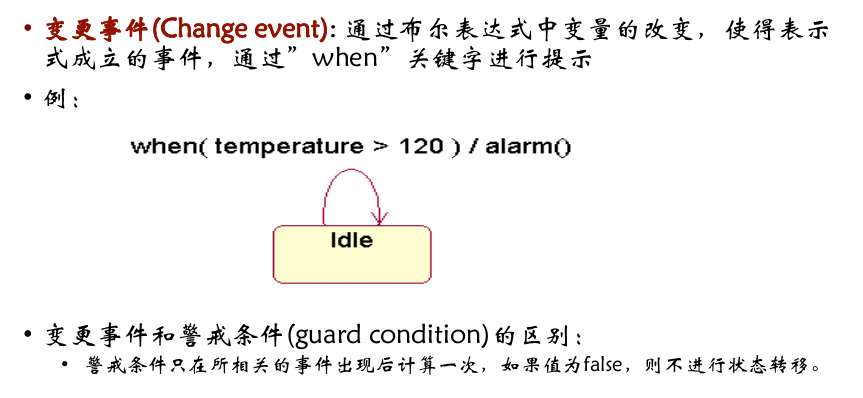 • 变更事件(Change event): 通过布尔表达式中变量的改变，使得表示
式成立的事件，通过”when”关键字进行提示
• 例：
when( temperature > 120 ) / alarm()
Idle
• 变更事件和警戒条件(guard condition)的区别：
• 警戒条件只在所相关的事件出现后计算一次，如果值为false，则不进行状态转移。